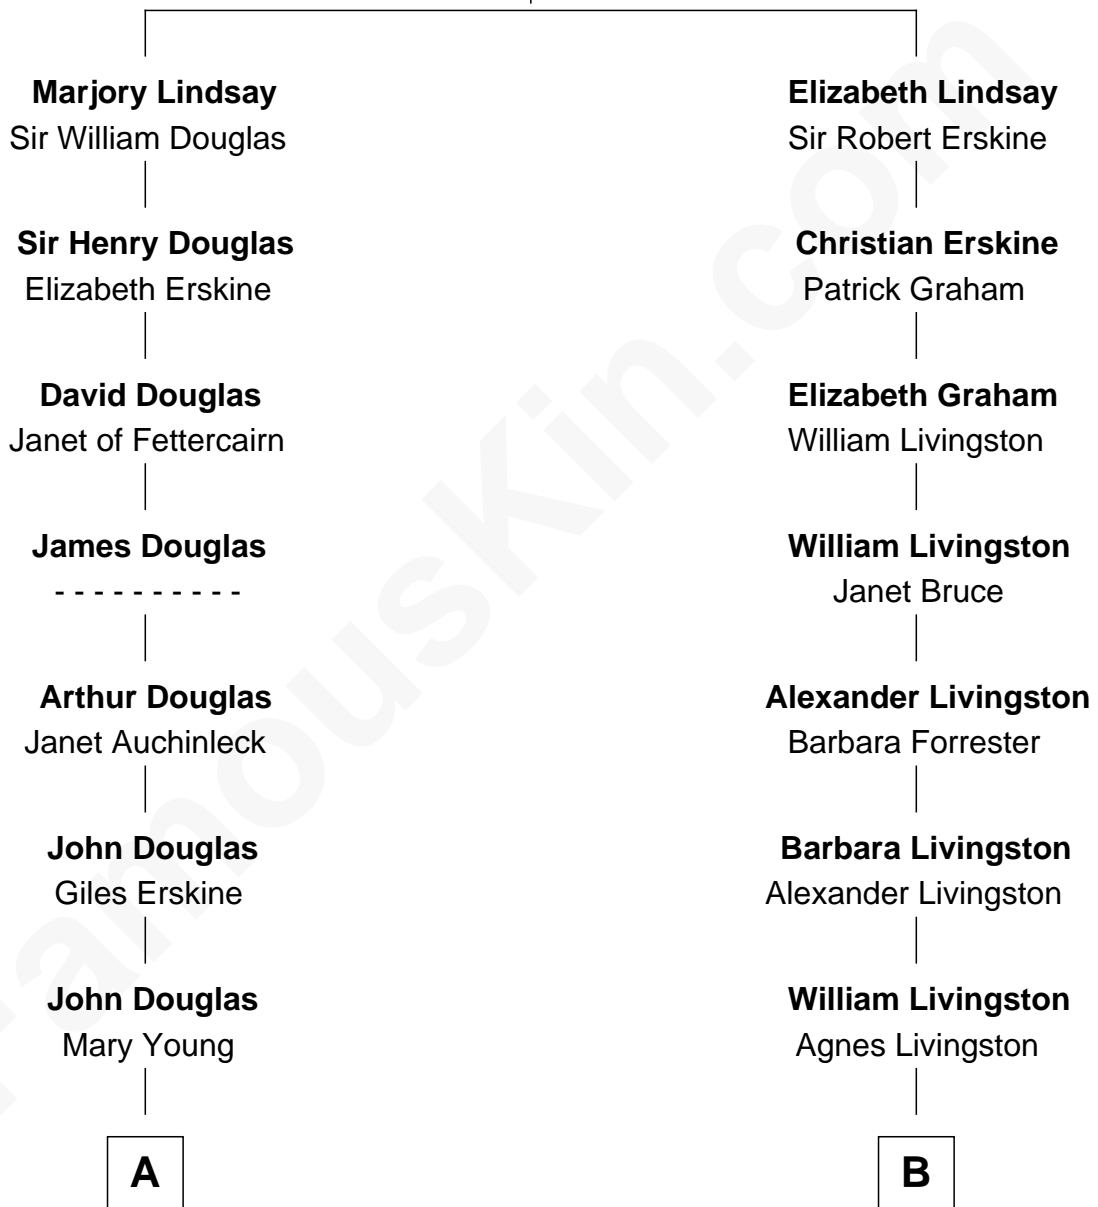 Marjory Lindsay
Sir William Douglas
Elizabeth Lindsay
Sir Robert Erskine
Sir Henry Douglas
Elizabeth Erskine
Christian Erskine
Patrick Graham
David Douglas
Janet of Fettercairn
Elizabeth Graham
William Livingston
James Douglas
- - - - - - - - - -
William Livingston
Janet Bruce
Arthur Douglas
Janet Auchinleck
Alexander Livingston
Barbara Forrester
John Douglas
Giles Erskine
Barbara Livingston
Alexander Livingston
John Douglas
Mary Young
William Livingston
Agnes Livingston
A
B
FamousKin.com